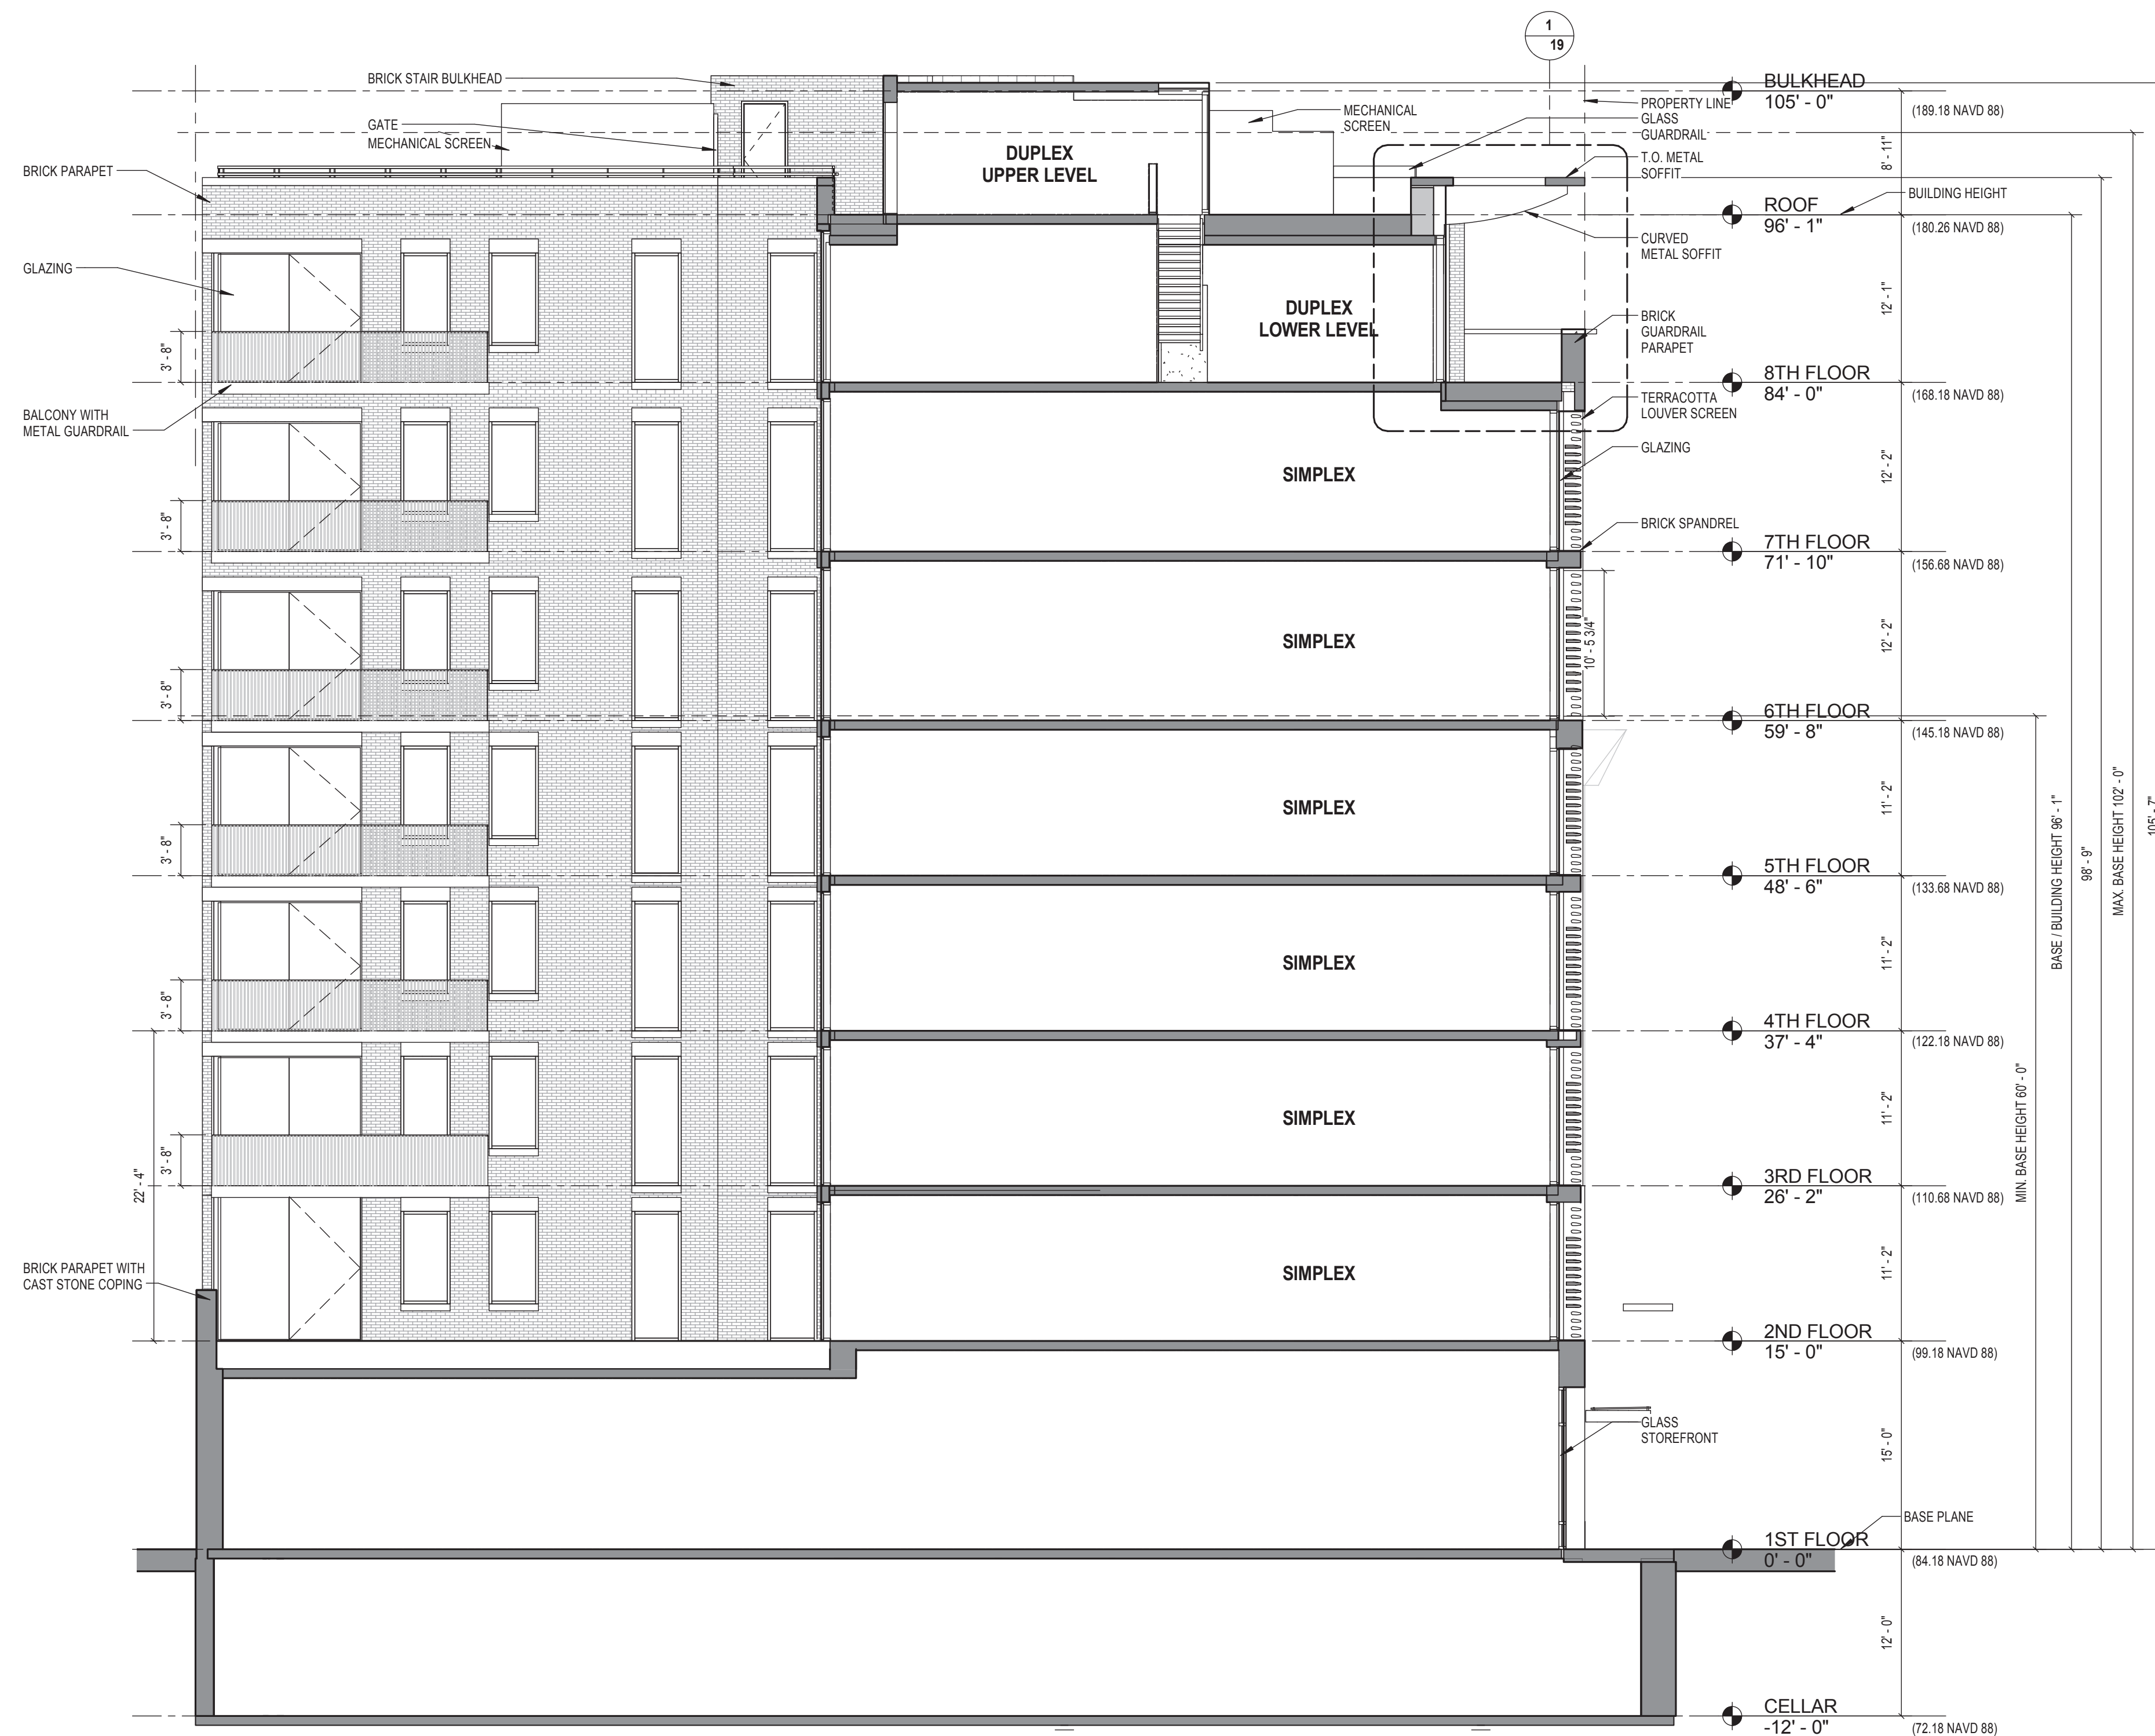 1
19
BRICK STAIR BULKHEAD
GATE
MECHANICAL SCREEN
BRICK PARAPET
GLAZING
BALCONY WITH
METAL GUARDRAIL
BRICK PARAPET WITH
CAST STONE COPING
3' - 8"
3' - 8"
3' - 8"
3' - 8"
3' - 8"
3' - 8"
22' - 4"
DUPLEX
UPPER LEVEL
DUPLEX
LOWER LEVEL
SIMPLEX
SIMPLEX
SIMPLEX
SIMPLEX
SIMPLEX
SIMPLEX
MECHANICAL
SCREEN
PROPERTY LINE
GLASS
GUARDRAIL
T.O. METAL
SOFFIT
BUILDING HEIGHT
CURVED
METAL SOFFIT
BRICK
GUARDRAIL
PARAPET
TERRACOTTA
LOUVER SCREEN
GLAZING
BRICK SPANDREL
10' - 5 3/4"
GLASS
STOREFRONT
BASE PLANE
BULKHEAD
105' - 0"
(189.18 NAVD 88)
8' - 11"
ROOF
96' - 1"
(180.26 NAVD 88)
12' - 1"
8TH FLOOR
84' - 0"
(168.18 NAVD 88)
12' - 2"
7TH FLOOR
71' - 10"
(156.68 NAVD 88)
12' - 2"
6TH FLOOR
59' - 8"
(145.18 NAVD 88)
11' - 2"
5TH FLOOR
48' - 6"
(133.68 NAVD 88)
11' - 2"
4TH FLOOR
37' - 4"
(122.18 NAVD 88)
11' - 2"
3RD FLOOR
26' - 2"
(110.68 NAVD 88)
11' - 2"
2ND FLOOR
15' - 0"
(99.18 NAVD 88)
15' - 0"
1ST FLOOR
0' - 0"
(84.18 NAVD 88)
12' - 0"
CELLAR
-12' - 0"
(72.18 NAVD 88)
MIN. BASE HEIGHT 60' - 0"
BASE / BUILDING HEIGHT 96' - 1"
98' - 9"
MAX. BASE HEIGHT 102' - 0"
105' - 7"